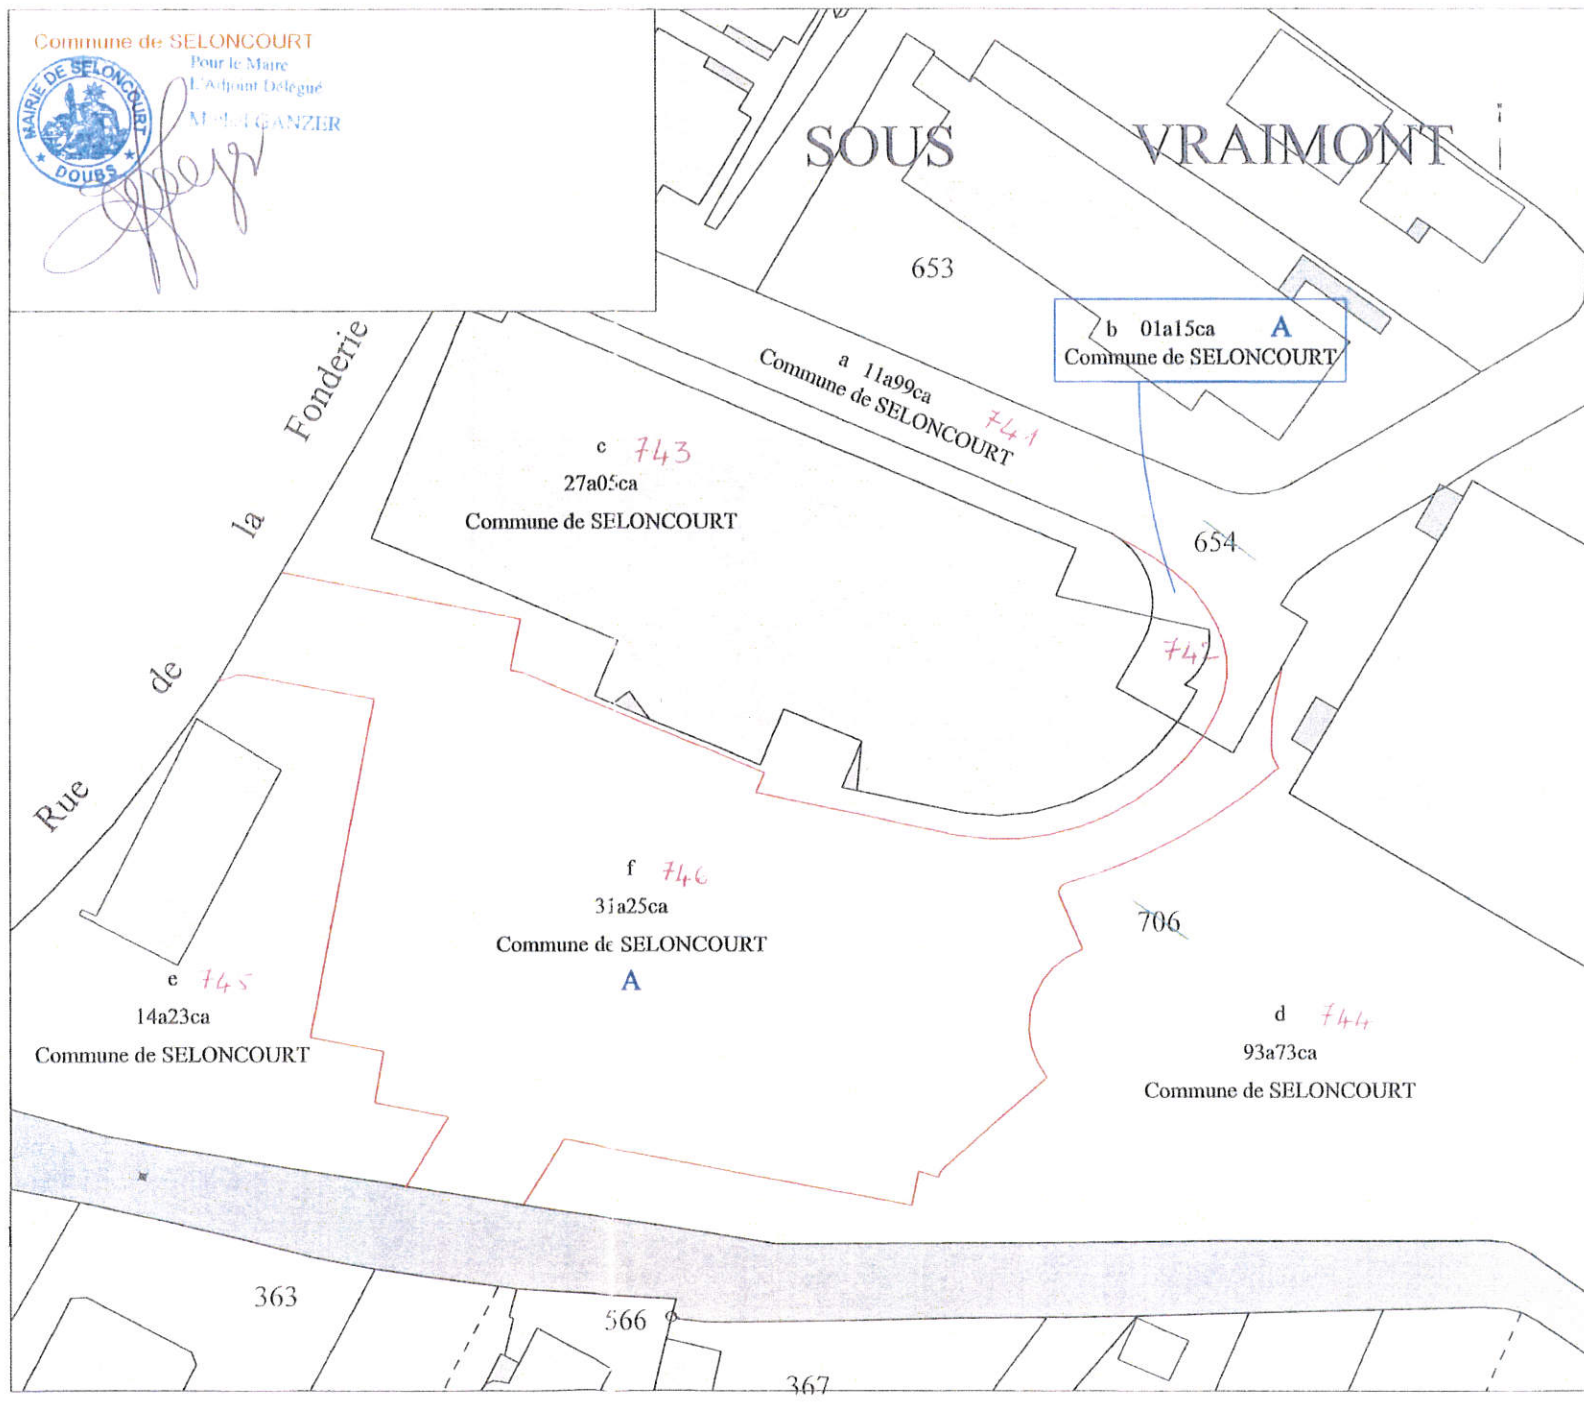 Commune de SELONCOURT
Pour le Maire
L'Adjoint Délégué
GANZER
MAIRIE DE SELONCOURT
★ DOUBS ★
SOUS VRAIMONT
653
b 01a15ca A
Commune de SELONCOURT
a 11a99ca
Commune de SELONCOURT
741
c 743
27a05ca
Commune de SELONCOURT
654
742
Rue de la Fonderie
f 746
31a25ca
Commune de SELONCOURT
A
706
e 745
14a23ca
Commune de SELONCOURT
d 744
93a73ca
Commune de SELONCOURT
363
566
367